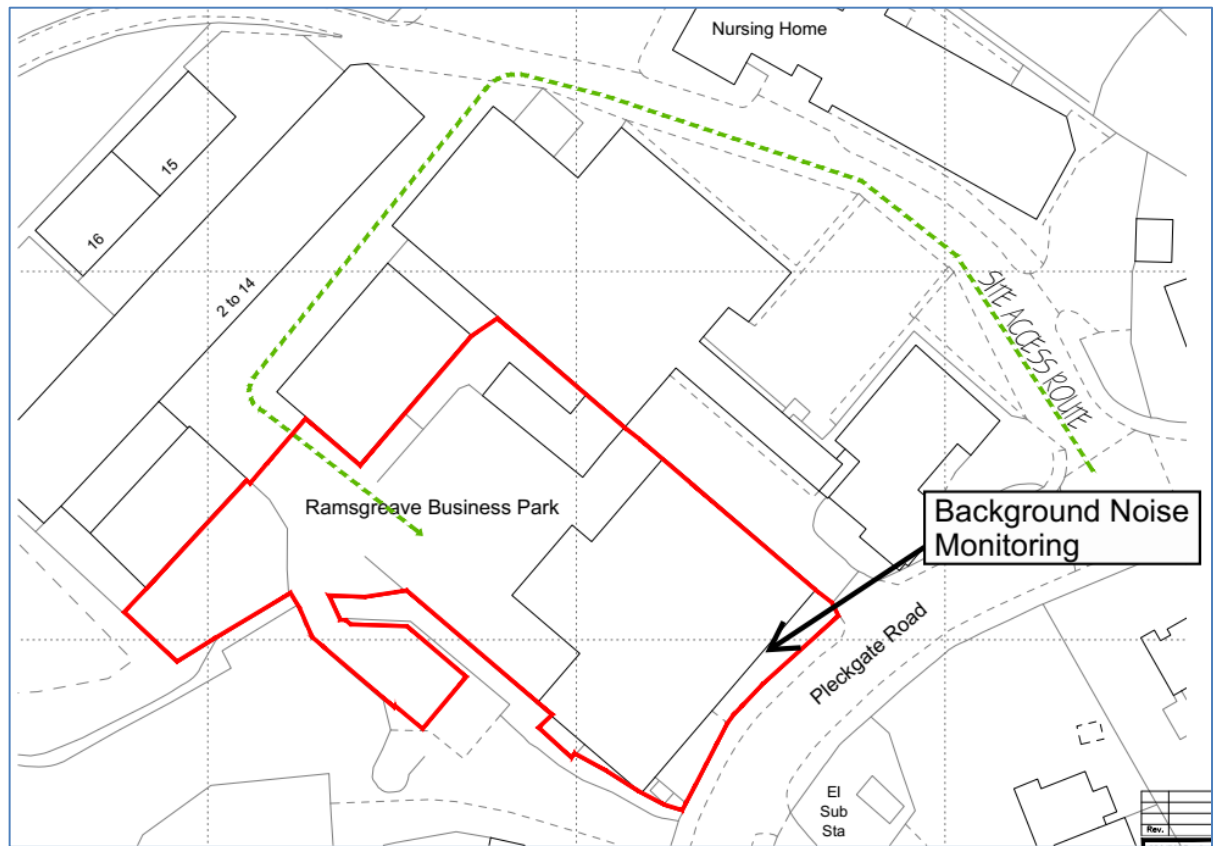 Nursing Home
15
16
2 to 14
SITE ACCESS ROUTE
Ramsgreave Business Park
Background Noise
Monitoring
Pleckgate Road
El
Sub
Sta
Rev.